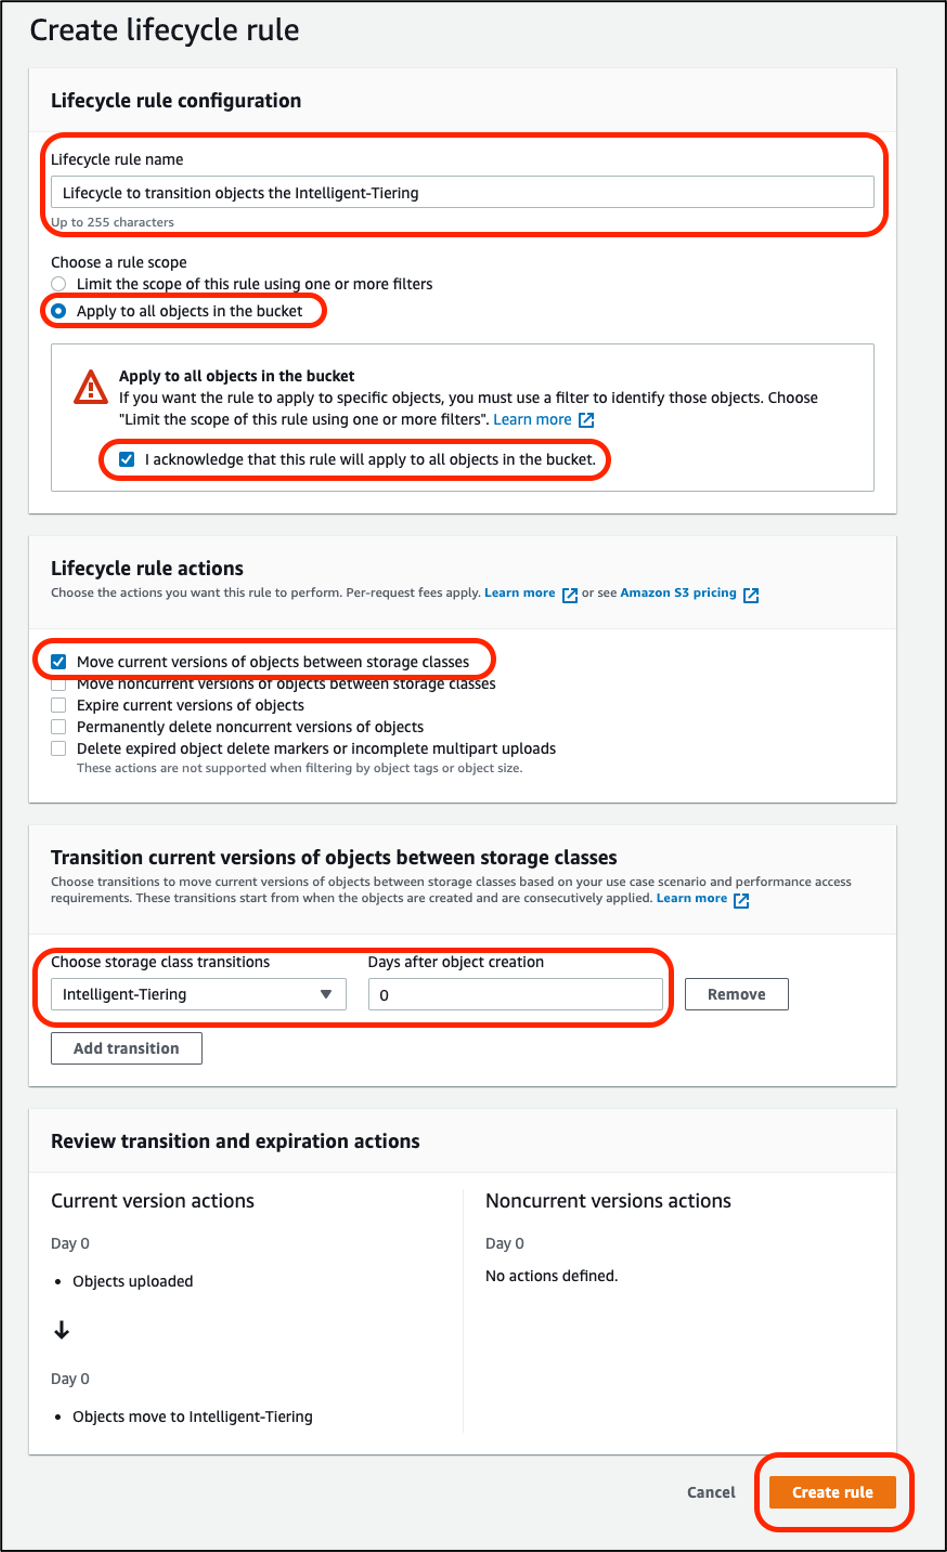 Create lifecycle rule
Lifecycle rule configuration
Lifecycle rule name
Lifecycle to transition objects the Intelligent-Tiering
Up to 255 characters
Choose a rule scope
Limit the scope of this rule using one or more filters
Apply to all objects in the bucket
Apply to all objects in the bucket
If you want the rule to apply to specific objects, you must use a filter to identify those objects. Choose
"Limit the scope of this rule using one or more filters". Learn more
I acknowledge that this rule will apply to all objects in the bucket.
Lifecycle rule actions
Choose the actions you want this rule to perform. Per-request fees apply. Learn more or see Amazon S3 pricing
Move current versions of objects between storage classes
Move noncurrent versions of objects between storage classes
Expire current versions of objects
Permanently delete noncurrent versions of objects
Delete expired object delete markers or incomplete multipart uploads
These actions are not supported when filtering by object tags or object size.
Transition current versions of objects between storage classes
Choose transitions to move current versions of objects between storage classes based on your use case scenario and performance access
requirements. These transitions start from when the objects are created and are consecutively applied. Learn more
Choose storage class transitions
Days after object creation
Intelligent-Tiering
0
Remove
Add transition
Review transition and expiration actions
Current version actions
Day 0
• Objects uploaded
Day 0
• Objects move to Intelligent-Tiering
Noncurrent versions actions
Day 0
No actions defined.
Cancel
Create rule